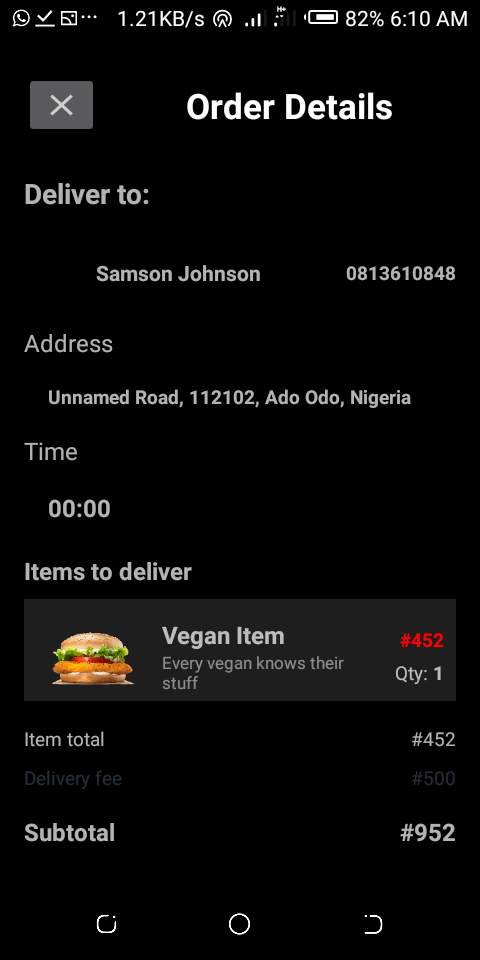 1.21KB/s H+ 82% 6:10 AM
Order Details
Deliver to:
Samson Johnson 0813610848
Address
Unnamed Road, 112102, Ado Odo, Nigeria
Time
00:00
Items to deliver
Vegan Item #452
Every vegan knows their
stuff
Qty: 1
Item total #452
Delivery fee #500
Subtotal #952